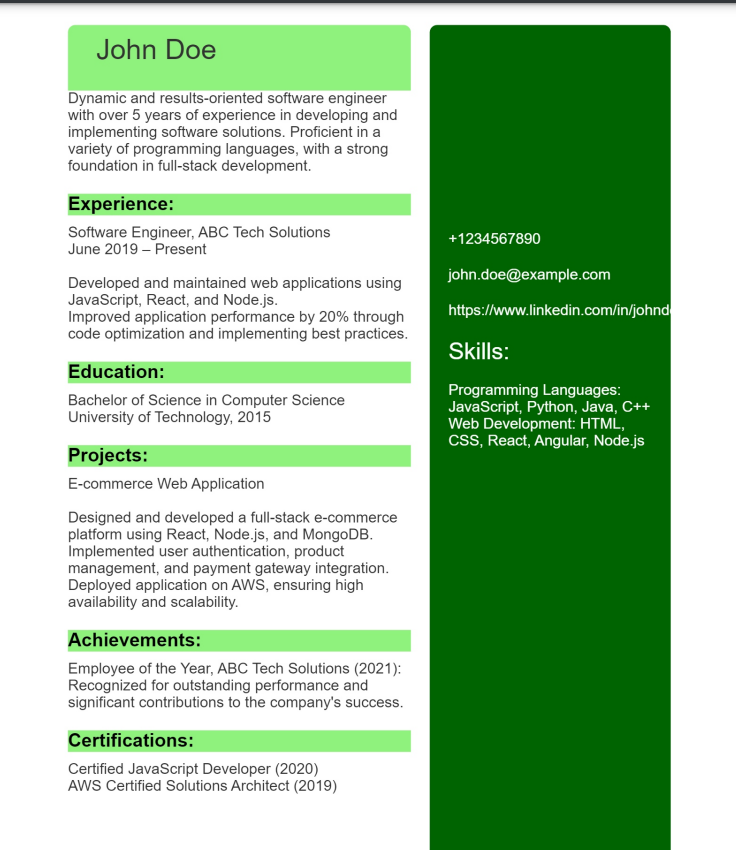 John Doe
Dynamic and results-oriented software engineer
with over 5 years of experience in developing and
implementing software solutions. Proficient in a
variety of programming languages, with a strong
foundation in full-stack development.
Experience:
Software Engineer, ABC Tech Solutions
June 2019 – Present
Developed and maintained web applications using
JavaScript, React, and Node.js.
Improved application performance by 20% through
code optimization and implementing best practices.
Education:
Bachelor of Science in Computer Science
University of Technology, 2015
Projects:
E-commerce Web Application
Designed and developed a full-stack e-commerce
platform using React, Node.js, and MongoDB.
Implemented user authentication, product
management, and payment gateway integration.
Deployed application on AWS, ensuring high
availability and scalability.
Achievements:
Employee of the Year, ABC Tech Solutions (2021):
Recognized for outstanding performance and
significant contributions to the company's success.
Certifications:
Certified JavaScript Developer (2020)
AWS Certified Solutions Architect (2019)
+1234567890
john.doe@example.com
https://www.linkedin.com/in/johnd
Skills:
Programming Languages:
JavaScript, Python, Java, C++
Web Development: HTML,
CSS, React, Angular, Node.js